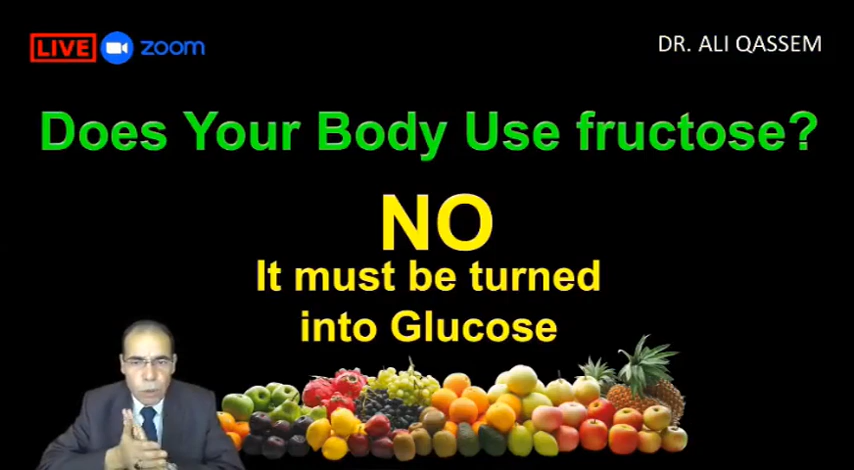 LIVE zoom
DR. ALI QASSEM
Does Your Body Use fructose?
NO
It must be turned
into Glucose